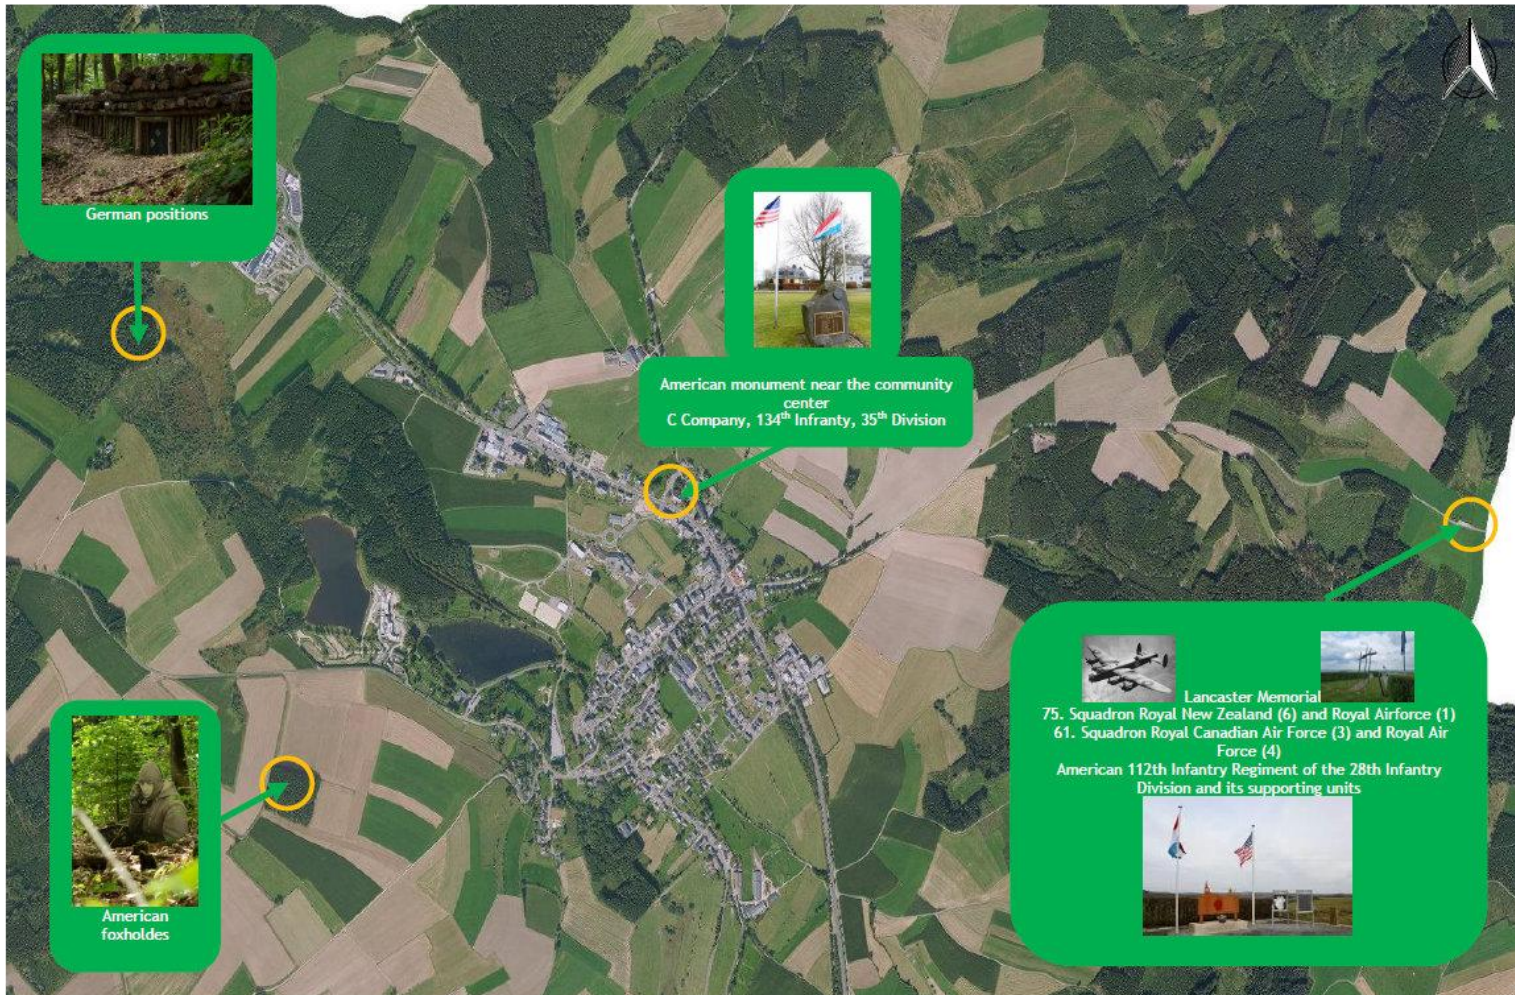 German positions
American monument near the community
center
C Company, 134th Infranty, 35th Division
Lancaster Memorial
75. Squadron Royal New Zealand (6) and Royal Airforce (1)
61. Squadron Royal Canadian Air Force (3) and Royal Air
Force (4)
American 112th Infantry Regiment of the 28th Infantry
Division and its supporting units
American
foxholdes